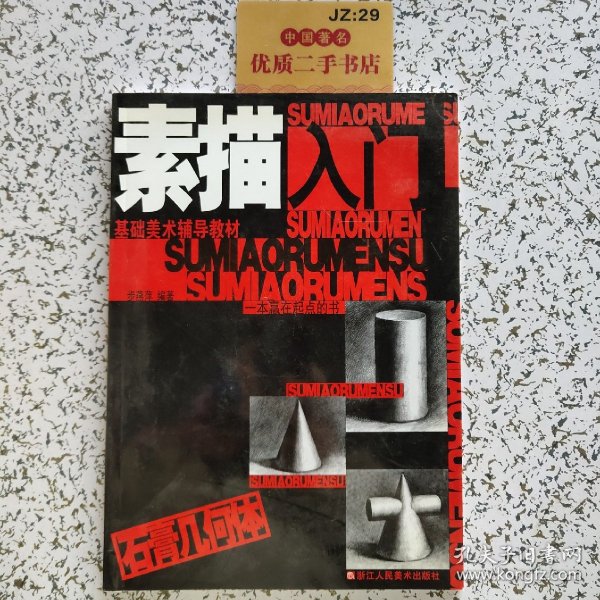 JZ:29
中国著名
优质二手书店
素描入门
SUMIAORUME
SU
基础美术辅导教材
SUMIAORUMEN
SUMIAORUMENSU
SUMIAORUMENS
编著
一本赢在起点的书
SUMIAORUMENS
SUMIAORUMENSU
SUMIAORUMENSU
石膏几何体
浙江人民美术出版社
孔夫子旧书网
www.kongfz.com